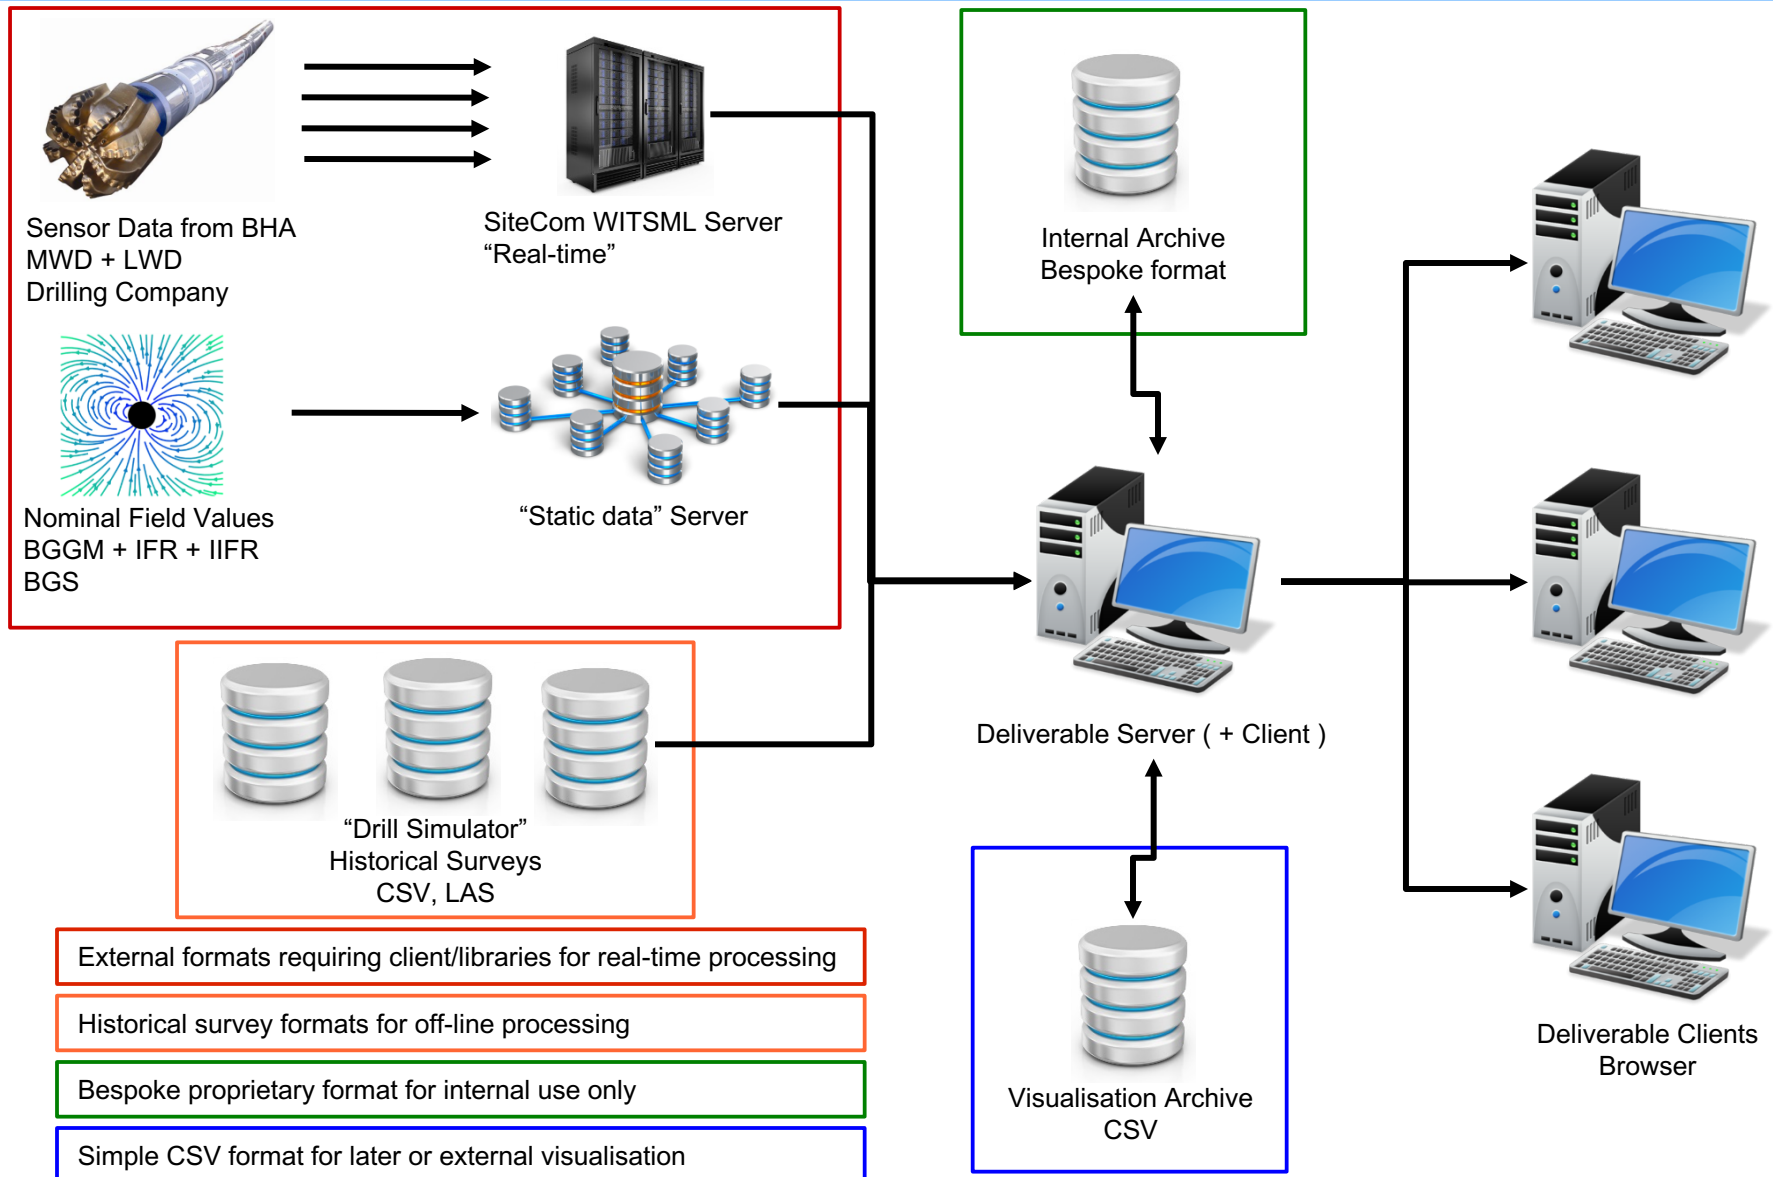 Sensor Data from BHA
MWD + LWD
Drilling Company
SiteCom WITSML Server
“Real-time”
Nominal Field Values
BGGM + IFR + IIFR
BGS
“Static data” Server
“Drill Simulator”
Historical Surveys
CSV, LAS
Internal Archive
Bespoke format
Deliverable Server ( + Client )
Visualisation Archive
CSV
Deliverable Clients
Browser
External formats requiring client/libraries for real-time processing
Historical survey formats for off-line processing
Bespoke proprietary format for internal use only
Simple CSV format for later or external visualisation